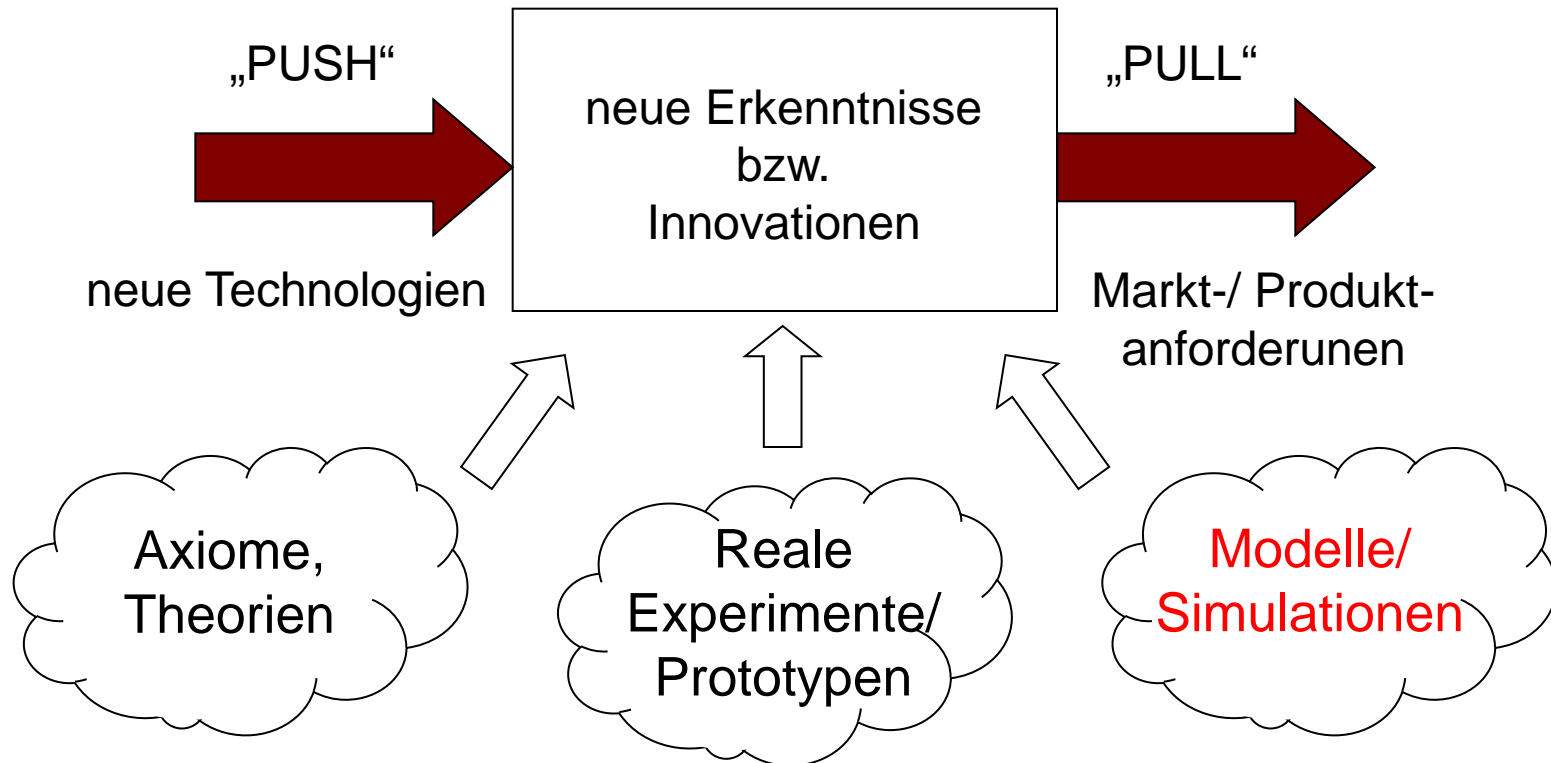 „PUSH“
neue Technologien
neue Erkenntnisse
bzw.
Innovationen
„PULL“
Markt-/ Produkt-
anforderunen
Axiome,
Theorien
Reale
Experimente/
Prototypen
Modelle/
Simulationen